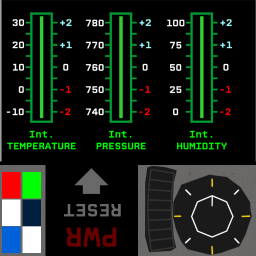 30 +2 780 +2 100 +2
20 +1 770 +1 75 +1
10 0 760 0 50 0
0 -1 750 -1 25 -1
-10 -2 740 -2 0 -2
Int. Int. Int.
TEMPERATURE PRESSURE HUMIDITY
RESET
PWR